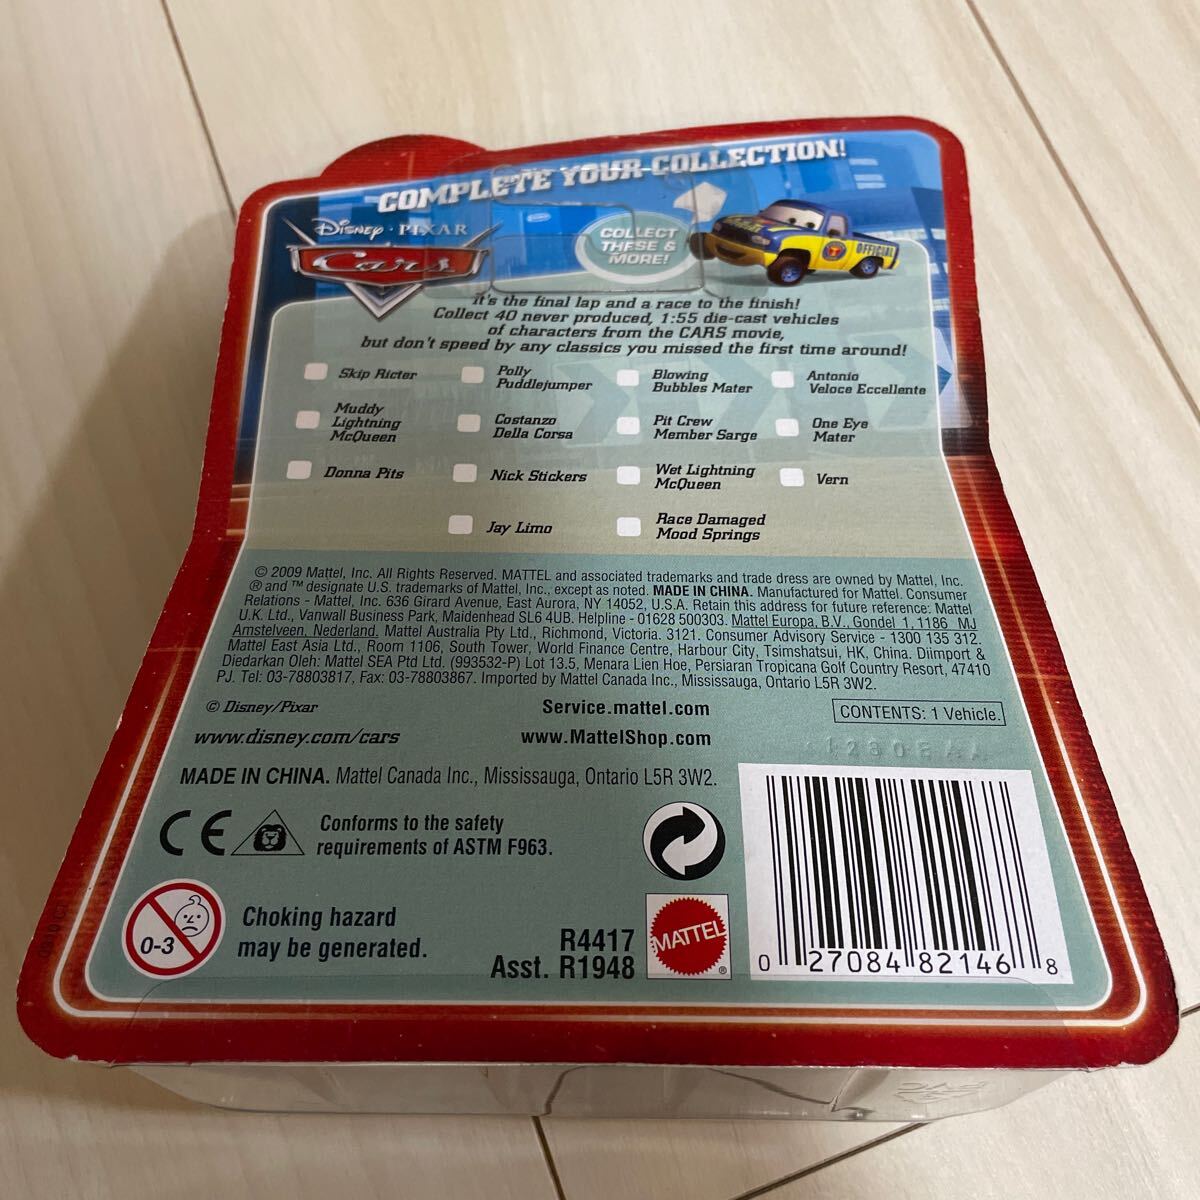 COMPLETE YOUR COLLECTION!
Disney · PIXAR
Cars
COLLECT
THESE &
MORE!
OFFICIAL
It's the final lap and a race to the finish!
Collect 40 never produced, 1:55 die-cast vehicles
of characters from the CARS movie,
but don't speed by any classics you missed the first time around!
Skip Ricter
Polly
Puddlejumper
Blowing
Bubbles Mater
Antonio
Veloce Eccellente
Muddy
Lightning
McQueen
Costanzo
Della Corsa
Pit Crew
Member Sarge
One Eye
Mater
Donna Pits
Nick Stickers
Wet Lightning
McQueen
Vern
Jay Limo
Race Damaged
Mood Springs
© 2009 Mattel, Inc. All Rights Reserved. MATTEL and associated trademarks and trade dress are owned by Mattel, Inc.
® and ™ designate U.S. trademarks of Mattel, Inc., except as noted. MADE IN CHINA. Manufactured for Mattel. Consumer
Relations - Mattel, Inc. 636 Girard Avenue, East Aurora, NY 14052, U.S.A. Retain this address for future reference: Mattel
U.K. Ltd., Vanwall Business Park, Maidenhead SL6 4UB. Helpline - 01628 500303. Mattel Europa, B.V., Gondel 1, 1186 MJ
Amstelveen, Nederland. Mattel Australia Pty Ltd., Richmond, Victoria. 3121. Consumer Advisory Service - 1300 135 312.
Mattel East Asia Ltd., Room 1106, South Tower, World Finance Centre, Harbour City, Tsimshatsui, HK, China. Diimport &
Diedarkan Oleh: Mattel SEA Ptd Ltd. (993532-P) Lot 13.5, Menara Lien Hoe, Persiaran Tropicana Golf Country Resort, 47410
PJ. Tel: 03-78803817, Fax: 03-78803867. Imported by Mattel Canada Inc., Mississauga, Ontario L5R 3W2.
© Disney/Pixar
Service.mattel.com
CONTENTS: 1 Vehicle.
www.disney.com/cars
www.MattelShop.com
MADE IN CHINA. Mattel Canada Inc., Mississauga, Ontario L5R 3W2.
CE
Conforms to the safety
requirements of ASTM F963.
0-3
Choking hazard
may be generated.
R4417
Asst. R1948
MATTEL
®
0 27084 82146 8